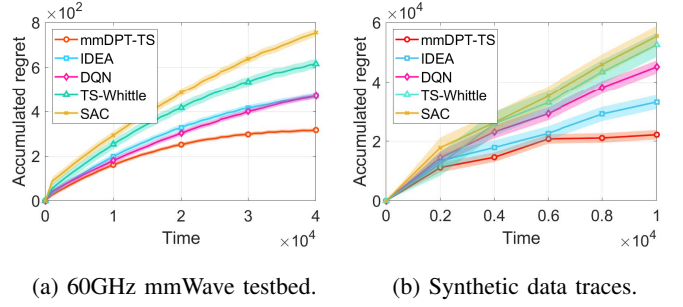 8 × 10²
6
4
2
0
Accumulated regret
mmDPT-TS
IDEA
DQN
TS-Whittle
SAC
0 1 2 3 4
Time
× 10⁴
(a) 60GHz mmWave testbed.
6 × 10⁴
4
2
0
Accumulated regret
mmDPT-TS
IDEA
DQN
TS-Whittle
SAC
0 0.2 0.4 0.6 0.8 1
Time
× 10⁴
(b) Synthetic data traces.